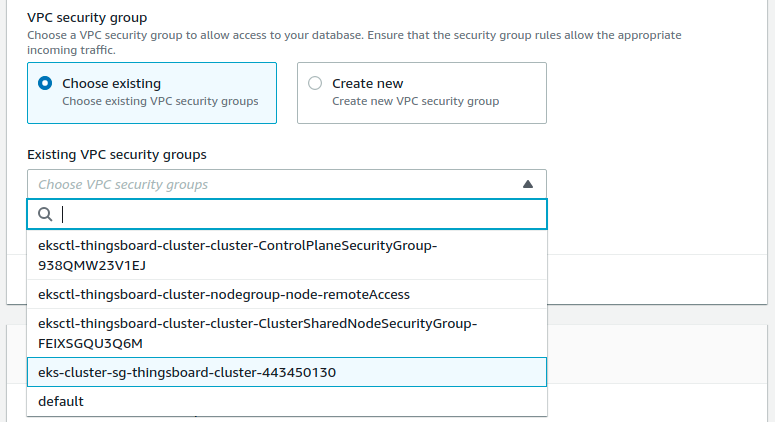 VPC security group
Choose a VPC security group to allow access to your database. Ensure that the security group rules allow the appropriate
incoming traffic.
Choose existing
Choose existing VPC security groups
Create new
Create new VPC security group
Existing VPC security groups
Choose VPC security groups
eksctl-thingsboard-cluster-cluster-ControlPlaneSecurityGroup-
938QMW23V1EJ
eksctl-thingsboard-cluster-nodegroup-node-remoteAccess
eksctl-thingsboard-cluster-cluster-ClusterSharedNodeSecurityGroup-
FEIXSGQU3Q6M
eks-cluster-sg-thingsboard-cluster-443450130
default